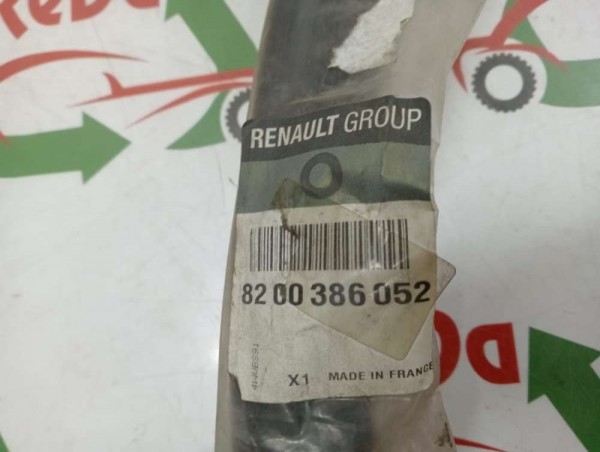 RENAULT GROUP
82 00 386 052
X1 MADE IN FRANCE